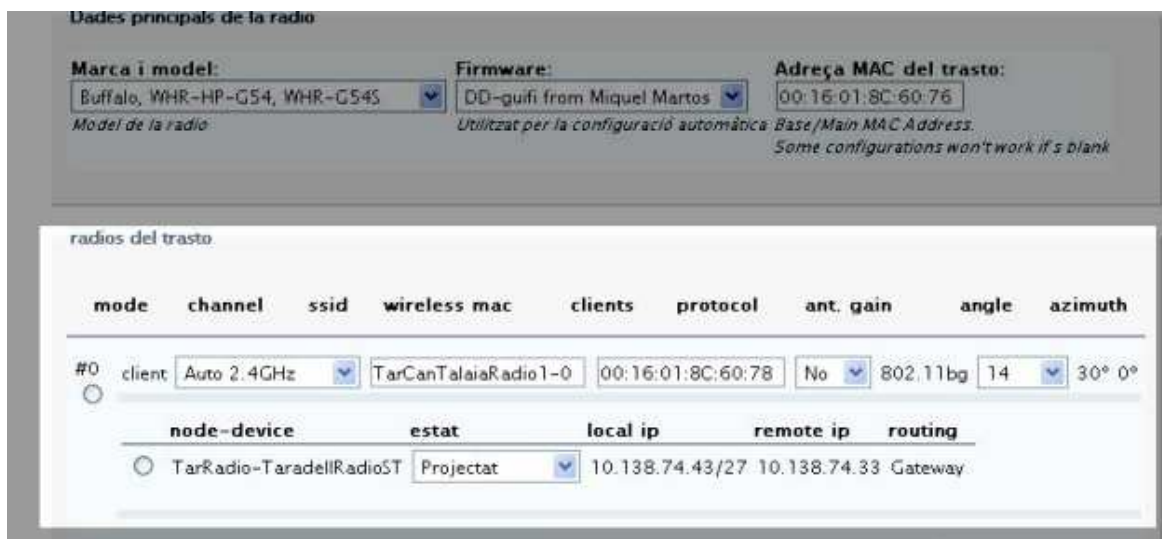 Dades principals de la radio
Marca i model: Firmware: Adreça MAC del trasto:
Buffalo, WHR-HP-G54, WHR-G54S DD-guifi from Miquel Martos 00:16:01:8C:60:76
Model de la radio Utilitzat per la configuració automàtica Base/Main MAC Address.
Some configurations won't work if s blank
radios del trasto
mode channel ssid wireless mac clients protocol ant. gain angle azimuth
#0 client Auto 2.4GHz TarCanTalaiaRadio1-0 00:16:01:8C:60:78 No 802.11bg 14 30° 0°
node-device estat local ip remote ip routing
TarRadio-TaradellRadioST Projectat 10.138.74.43/27 10.138.74.33 Gateway